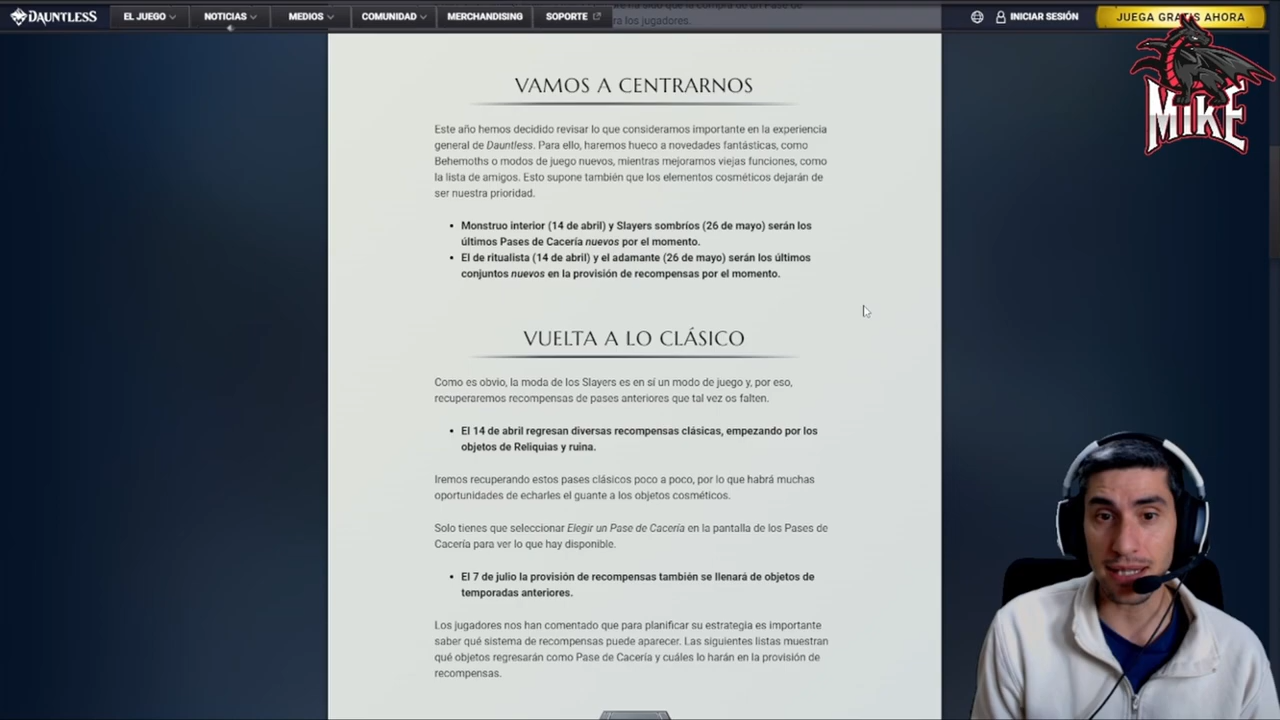 DAUNTLESS EL JUEGO NOTICIAS MEDIOS COMUNIDAD MERCHANDISING SOPORTE INICIAR SESIÓN JUEGA GRATIS AHORA
los jugadores.
MIKE
VAMOS A CENTRARNOS
Este año hemos decidido revisar lo que consideramos importante en la experiencia
general de Dauntless. Para ello, haremos hueco a novedades fantásticas, como
Behemoths o modos de juego nuevos, mientras mejoramos viejas funciones, como
la lista de amigos. Esto supone también que los elementos cosméticos dejarán de
ser nuestra prioridad.
• Monstruo interior (14 de abril) y Slayers sombríos (26 de mayo) serán los
últimos Pases de Cacería nuevos por el momento.
• El de ritualista (14 de abril) y el adamante (26 de mayo) serán los últimos
conjuntos nuevos en la provisión de recompensas por el momento.
VUELTA A LO CLÁSICO
Como es obvio, la moda de los Slayers es en sí un modo de juego y, por eso,
recuperaremos recompensas de pases anteriores que tal vez os falten.
• El 14 de abril regresan diversas recompensas clásicas, empezando por los
objetos de Reliquias y ruina.
Iremos recuperando estos pases clásicos poco a poco, por lo que habrá muchas
oportunidades de echarles el guante a los objetos cosméticos.
Solo tienes que seleccionar Elegir un Pase de Cacería en la pantalla de los Pases de
Cacería para ver lo que hay disponible.
• El 7 de julio la provisión de recompensas también se llenará de objetos de
temporadas anteriores.
Los jugadores nos han comentado que para planificar su estrategia es importante
saber qué sistema de recompensas puede aparecer. Las siguientes listas muestran
qué objetos regresarán como Pase de Cacería y cuáles lo harán en la provisión de
recompensas.